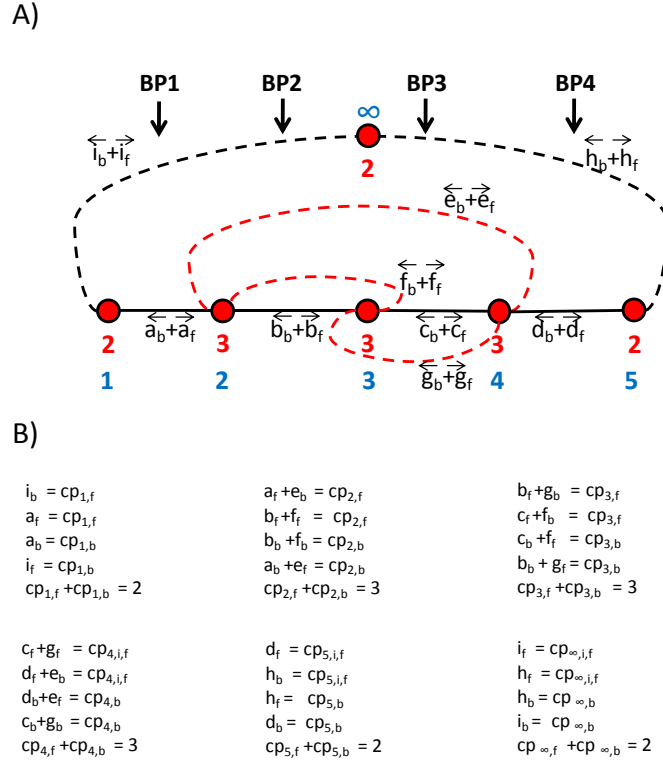 A)
BP1 BP2 BP3 BP4
∞
i_b+i_f h_b+h_f
2
e_b+e_f
f_b+f_f
a_b+a_f b_b+b_f c_b+c_f d_b+d_f
2 3 3 3 2
1 2 3 4 5
g_b+g_f
B)
i_b = cp_1,f
a_f = cp_1,f
a_b = cp_1,b
i_f = cp_1,b
cp_1,f +cp_1,b = 2
a_f +e_b = cp_2,f
b_f +f_f = cp_2,f
b_b +f_b = cp_2,b
a_b +e_f = cp_2,b
cp_2,f +cp_2,b = 3
b_f +g_b = cp_3,f
c_f +f_b = cp_3,f
c_b +f_f = cp_3,b
b_b + g_f = cp_3,b
cp_3,f +cp_3,b = 3
c_f +g_f = cp_4,i,f
d_f +e_b = cp_4,i,f
d_b+e_f = cp_4,b
c_b+g_b = cp_4,b
cp_4,f +cp_4,b = 3
d_f = cp_5,i,f
h_b = cp_5,i,f
h_f = cp_5,b
d_b = cp_5,b
cp_5,f +cp_5,b = 2
i_f = cp_∞,i,f
h_f = cp_∞,i,f
h_b = cp_∞,b
i_b = cp_∞,b
cp_∞,f +cp_∞,b = 2